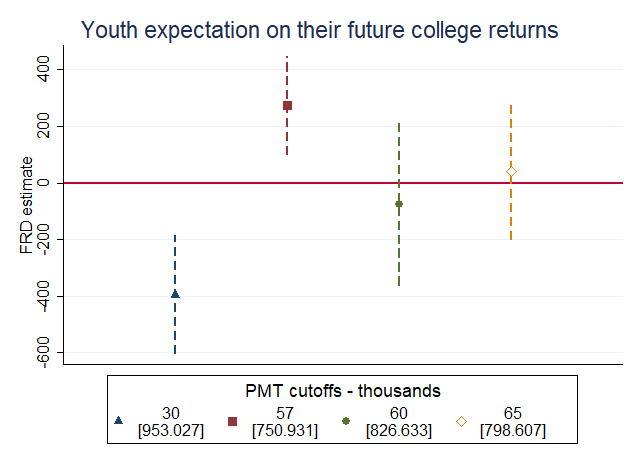 Youth expectation on their future college returns
FRD estimate
400
200
0
-200
-400
-600
PMT cutoffs - thousands
30 57 60 65
[953.027] [750.931] [826.633] [798.607]